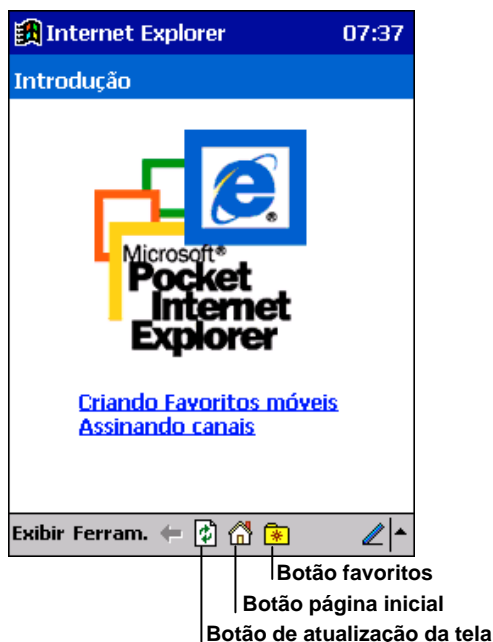 Internet Explorer 07:37
Introdução
Microsoft®
Pocket
Internet
Explorer
Criando Favoritos móveis
Assinando canais
Exibir Ferram.
Botão favoritos
Botão página inicial
Botão de atualização da tela